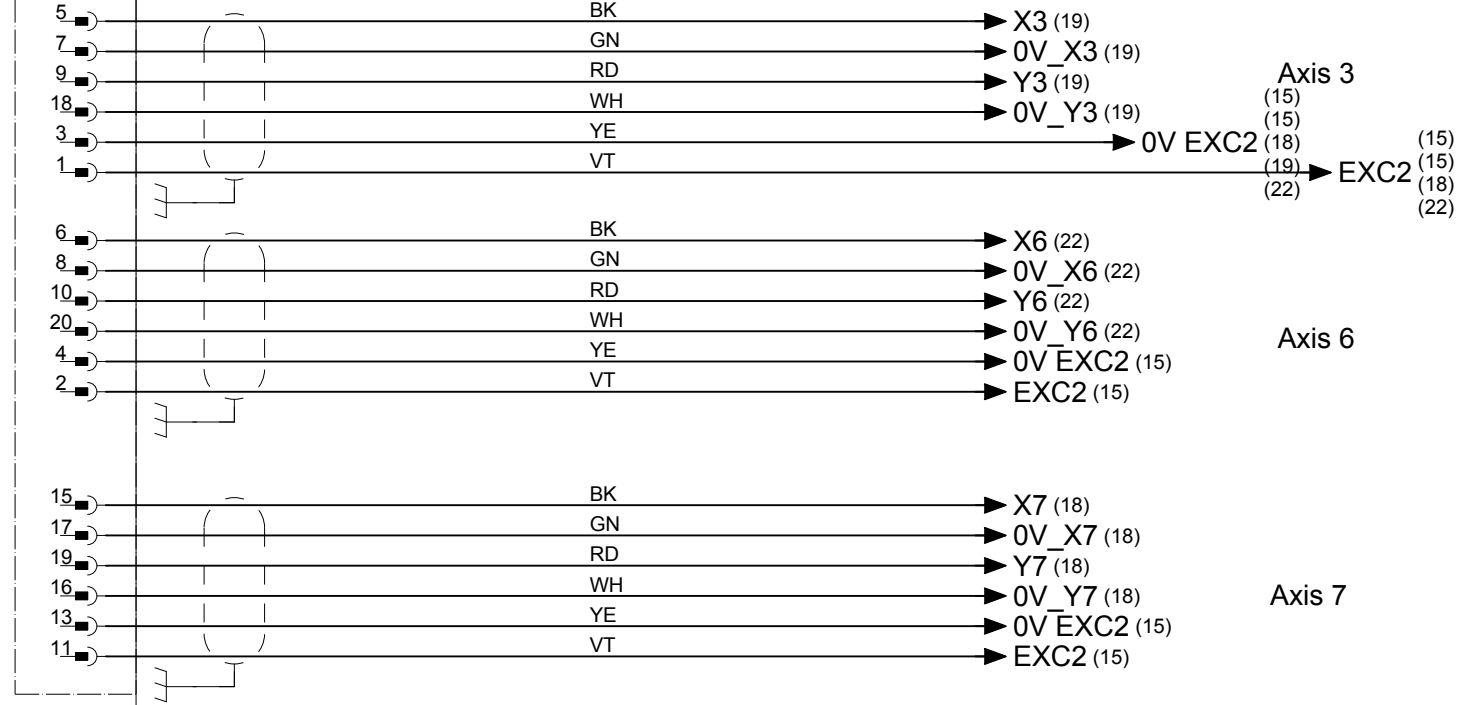 5 BK X3 (19)
7 GN 0V_X3 (19)
9 RD Y3 (19) Axis 3
18 WH 0V_Y3 (19) (15)
(15)
3 YE 0V EXC2 (18) (15)
1 VT (19) EXC2 (15)
(22) (18)
(22)
6 BK X6 (22)
8 GN 0V_X6 (22)
10 RD Y6 (22)
20 WH 0V_Y6 (22) Axis 6
4 YE 0V EXC2 (15)
2 VT EXC2 (15)
15 BK X7 (18)
17 GN 0V_X7 (18)
19 RD Y7 (18)
16 WH 0V_Y7 (18) Axis 7
13 YE 0V EXC2 (15)
11 VT EXC2 (15)